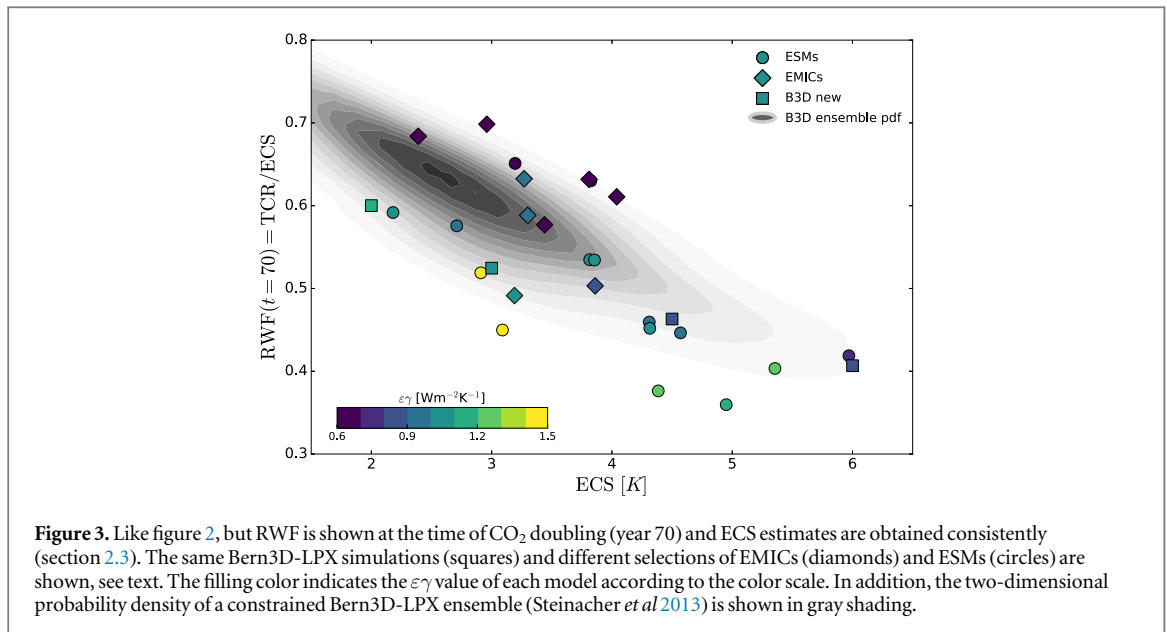 0.8
0.7
0.6
0.5
0.4
0.3
RWF(t = 70) = TCR/ECS
ESMs
EMICs
B3D new
B3D ensemble pdf
εγ [Wm⁻²K⁻¹]
0.6 0.9 1.2 1.5
2 3 4 5 6
ECS [K]
Figure 3. Like figure 2, but RWF is shown at the time of CO₂ doubling (year 70) and ECS estimates are obtained consistently
(section 2.3). The same Bern3D-LPX simulations (squares) and different selections of EMICs (diamonds) and ESMs (circles) are
shown, see text. The filling color indicates the εγ value of each model according to the color scale. In addition, the two-dimensional
probability density of a constrained Bern3D-LPX ensemble (Steinacher et al 2013) is shown in gray shading.